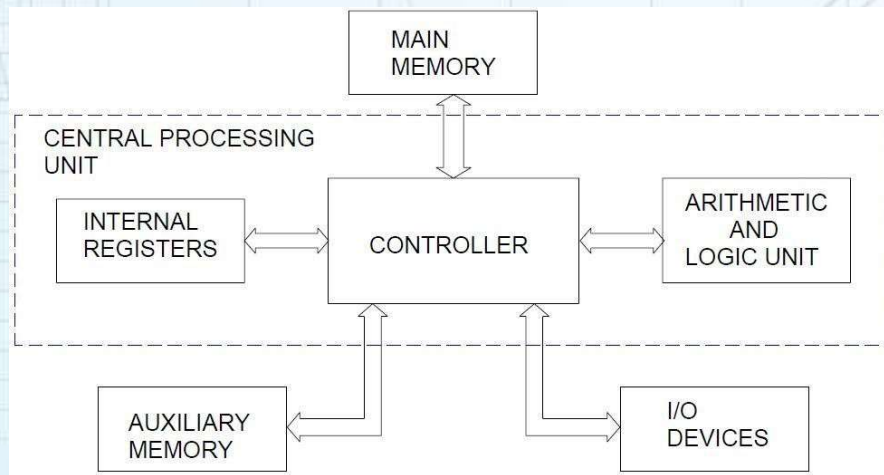 MAIN
MEMORY
CENTRAL PROCESSING
UNIT
INTERNAL
REGISTERS
CONTROLLER
ARITHMETIC
AND
LOGIC UNIT
AUXILIARY
MEMORY
I/O
DEVICES